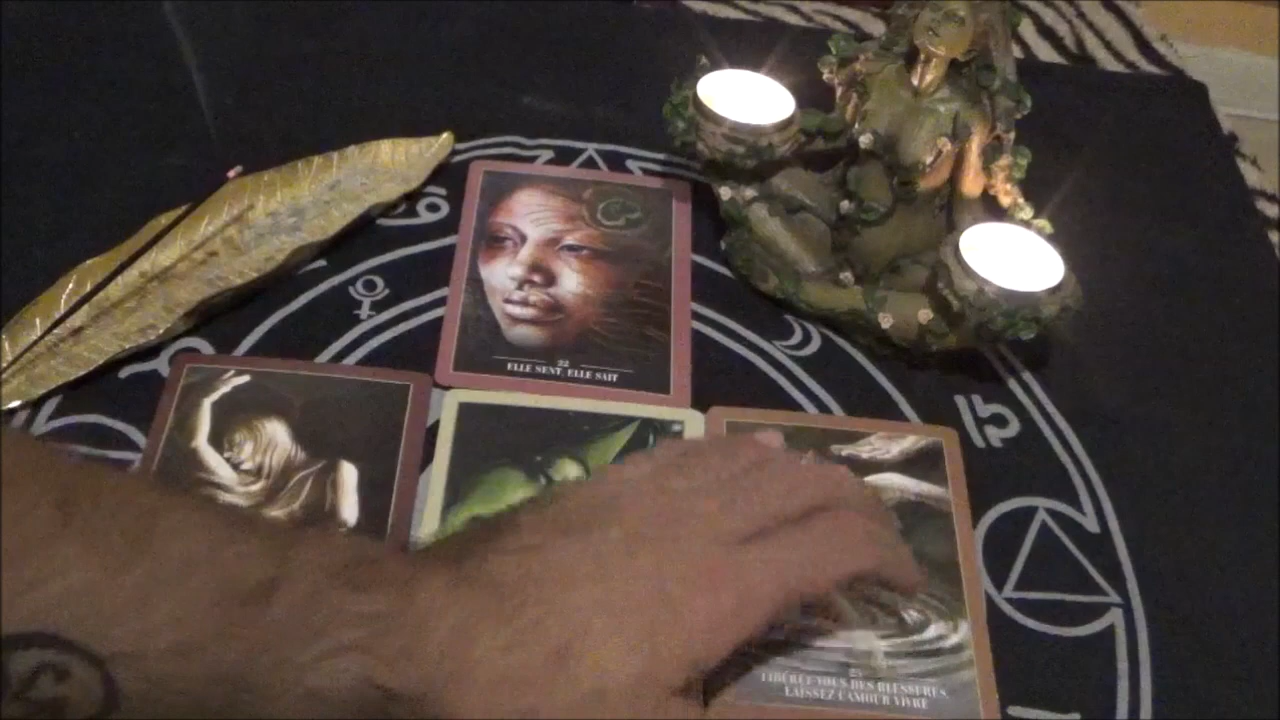 22
ELLE SENT, ELLE SAIT
LIBÉREZ-VOUS DES BLESSURES,
LAISSEZ L'AMOUR VIVRE